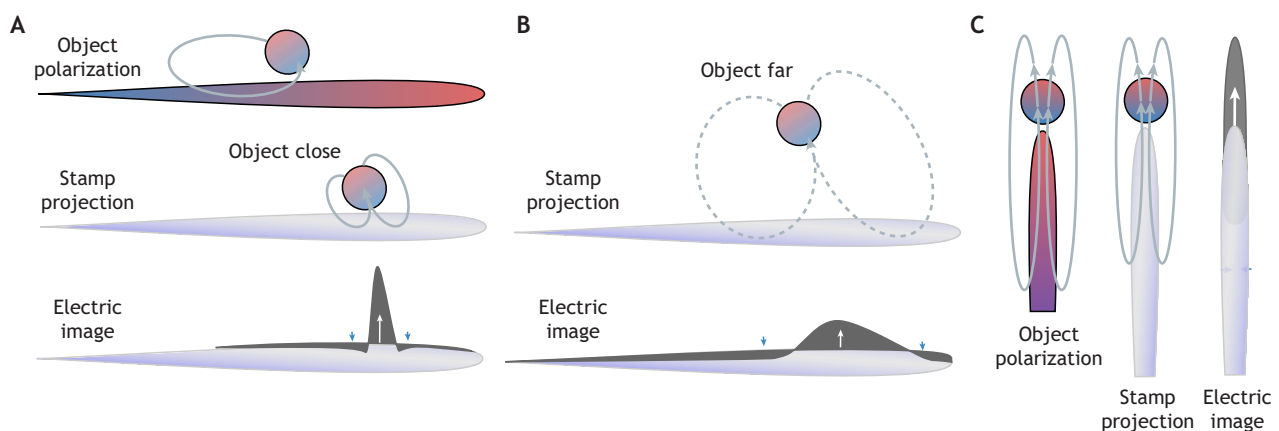 A
Object
polarization
Object close
Stamp
projection
Electric
image
B
Object far
Stamp
projection
Electric
image
C
Object
polarization
Stamp
projection
Electric
image